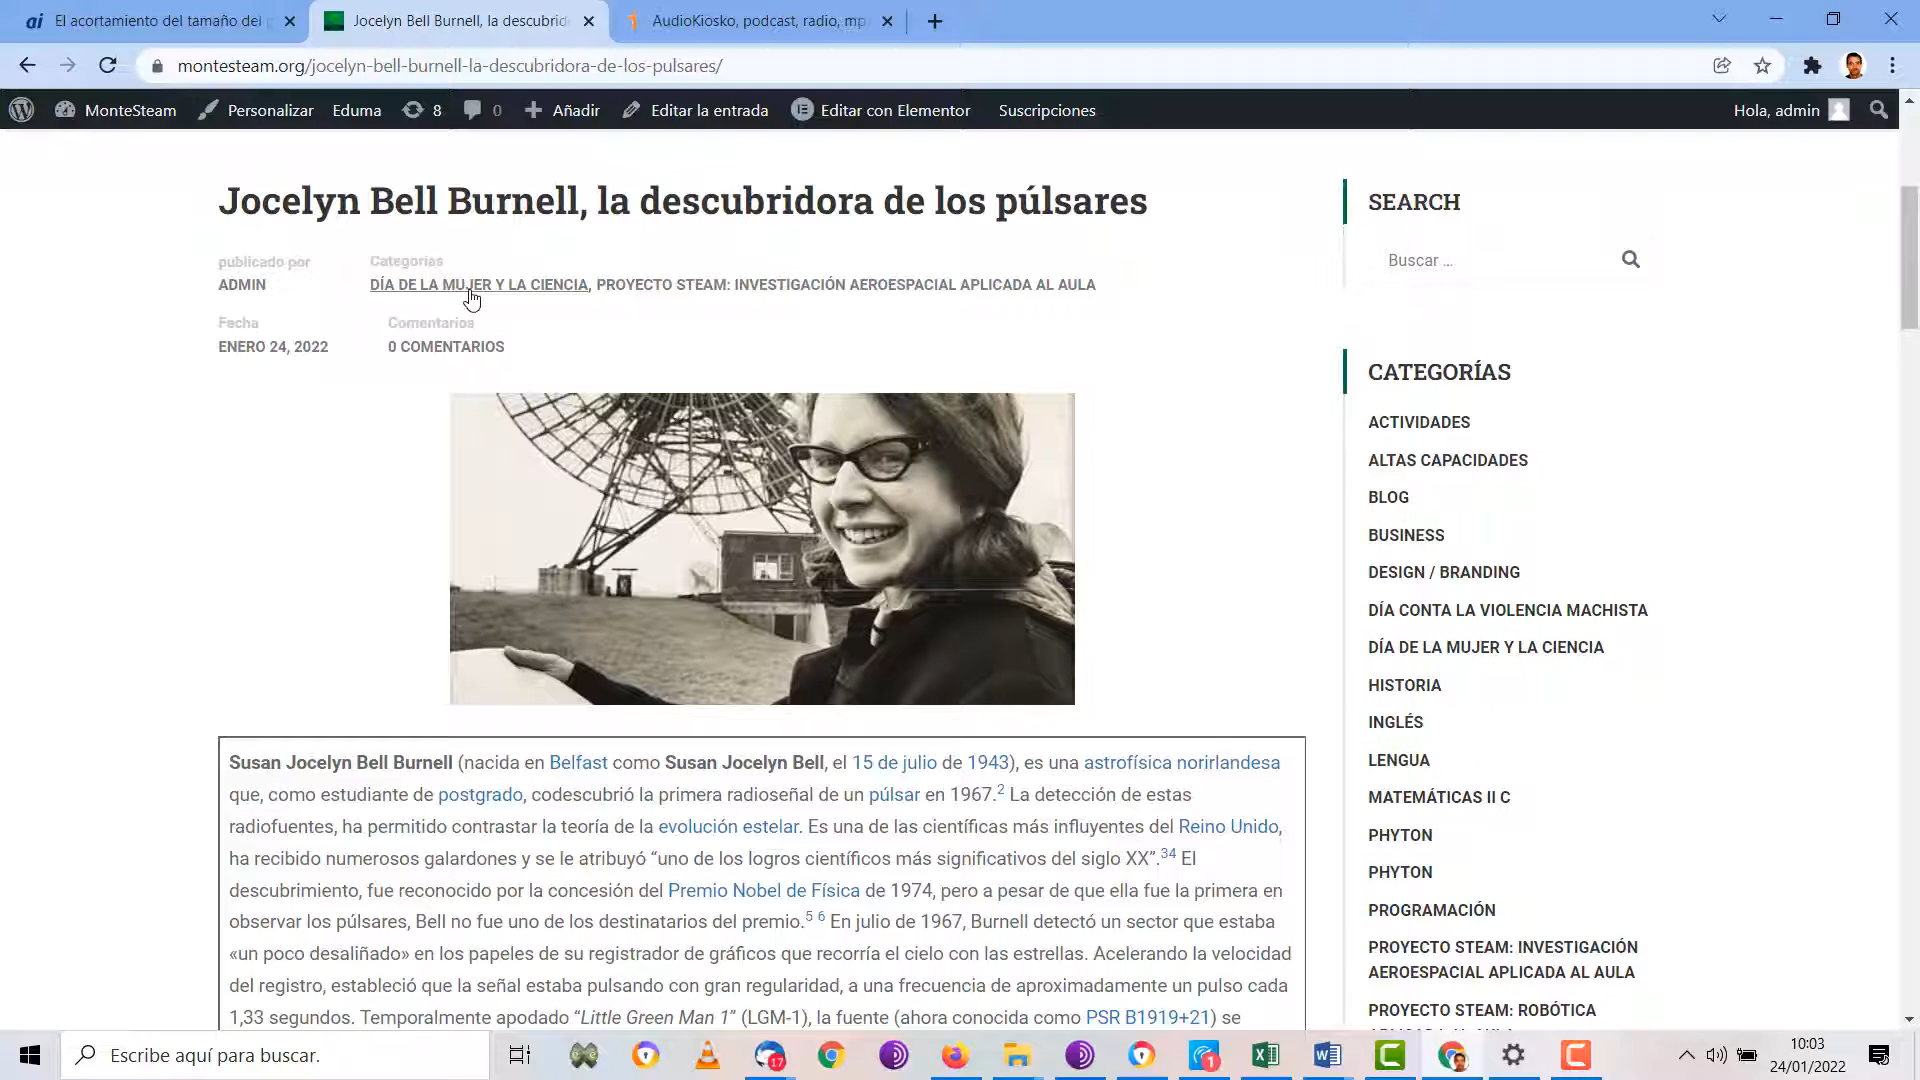 El acortamiento del tamaño del
Jocelyn Bell Burnell, la descubrid
AudioKiosko, podcast, radio, mp
montesteam.org/jocelyn-bell-burnell-la-descubridora-de-los-pulsares/
MonteSteam
Personalizar
Eduma
8
0
Añadir
Editar la entrada
Editar con Elementor
Suscripciones
Hola, admin
Jocelyn Bell Burnell, la descubridora de los púlsares
publicado por
ADMIN
Categorías
DÍA DE LA MUJER Y LA CIENCIA, PROYECTO STEAM: INVESTIGACIÓN AEROESPACIAL APLICADA AL AULA
Fecha
ENERO 24, 2022
Comentarios
0 COMENTARIOS
Susan Jocelyn Bell Burnell (nacida en Belfast como Susan Jocelyn Bell, el 15 de julio de 1943), es una astrofísica norirlandesa
que, como estudiante de postgrado, codescubrió la primera radioseñal de un púlsar en 1967.2 La detección de estas
radiofuentes, ha permitido contrastar la teoría de la evolución estelar. Es una de las científicas más influyentes del Reino Unido,
ha recibido numerosos galardones y se le atribuyó “uno de los logros científicos más significativos del siglo XX”.34 El
descubrimiento, fue reconocido por la concesión del Premio Nobel de Física de 1974, pero a pesar de que ella fue la primera en
observar los púlsares, Bell no fue uno de los destinatarios del premio.5 6 En julio de 1967, Burnell detectó un sector que estaba
«un poco desaliñado» en los papeles de su registrador de gráficos que recorría el cielo con las estrellas. Acelerando la velocidad
del registro, estableció que la señal estaba pulsando con gran regularidad, a una frecuencia de aproximadamente un pulso cada
1,33 segundos. Temporalmente apodado “Little Green Man 1” (LGM-1), la fuente (ahora conocida como PSR B1919+21) se
SEARCH
Buscar ...
CATEGORÍAS
ACTIVIDADES
ALTAS CAPACIDADES
BLOG
BUSINESS
DESIGN / BRANDING
DÍA CONTA LA VIOLENCIA MACHISTA
DÍA DE LA MUJER Y LA CIENCIA
HISTORIA
INGLÉS
LENGUA
MATEMÁTICAS II C
PHYTON
PHYTON
PROGRAMACIÓN
PROYECTO STEAM: INVESTIGACIÓN
AEROESPACIAL APLICADA AL AULA
PROYECTO STEAM: ROBÓTICA
Escribe aquí para buscar.
17
1
10:03
24/01/2022